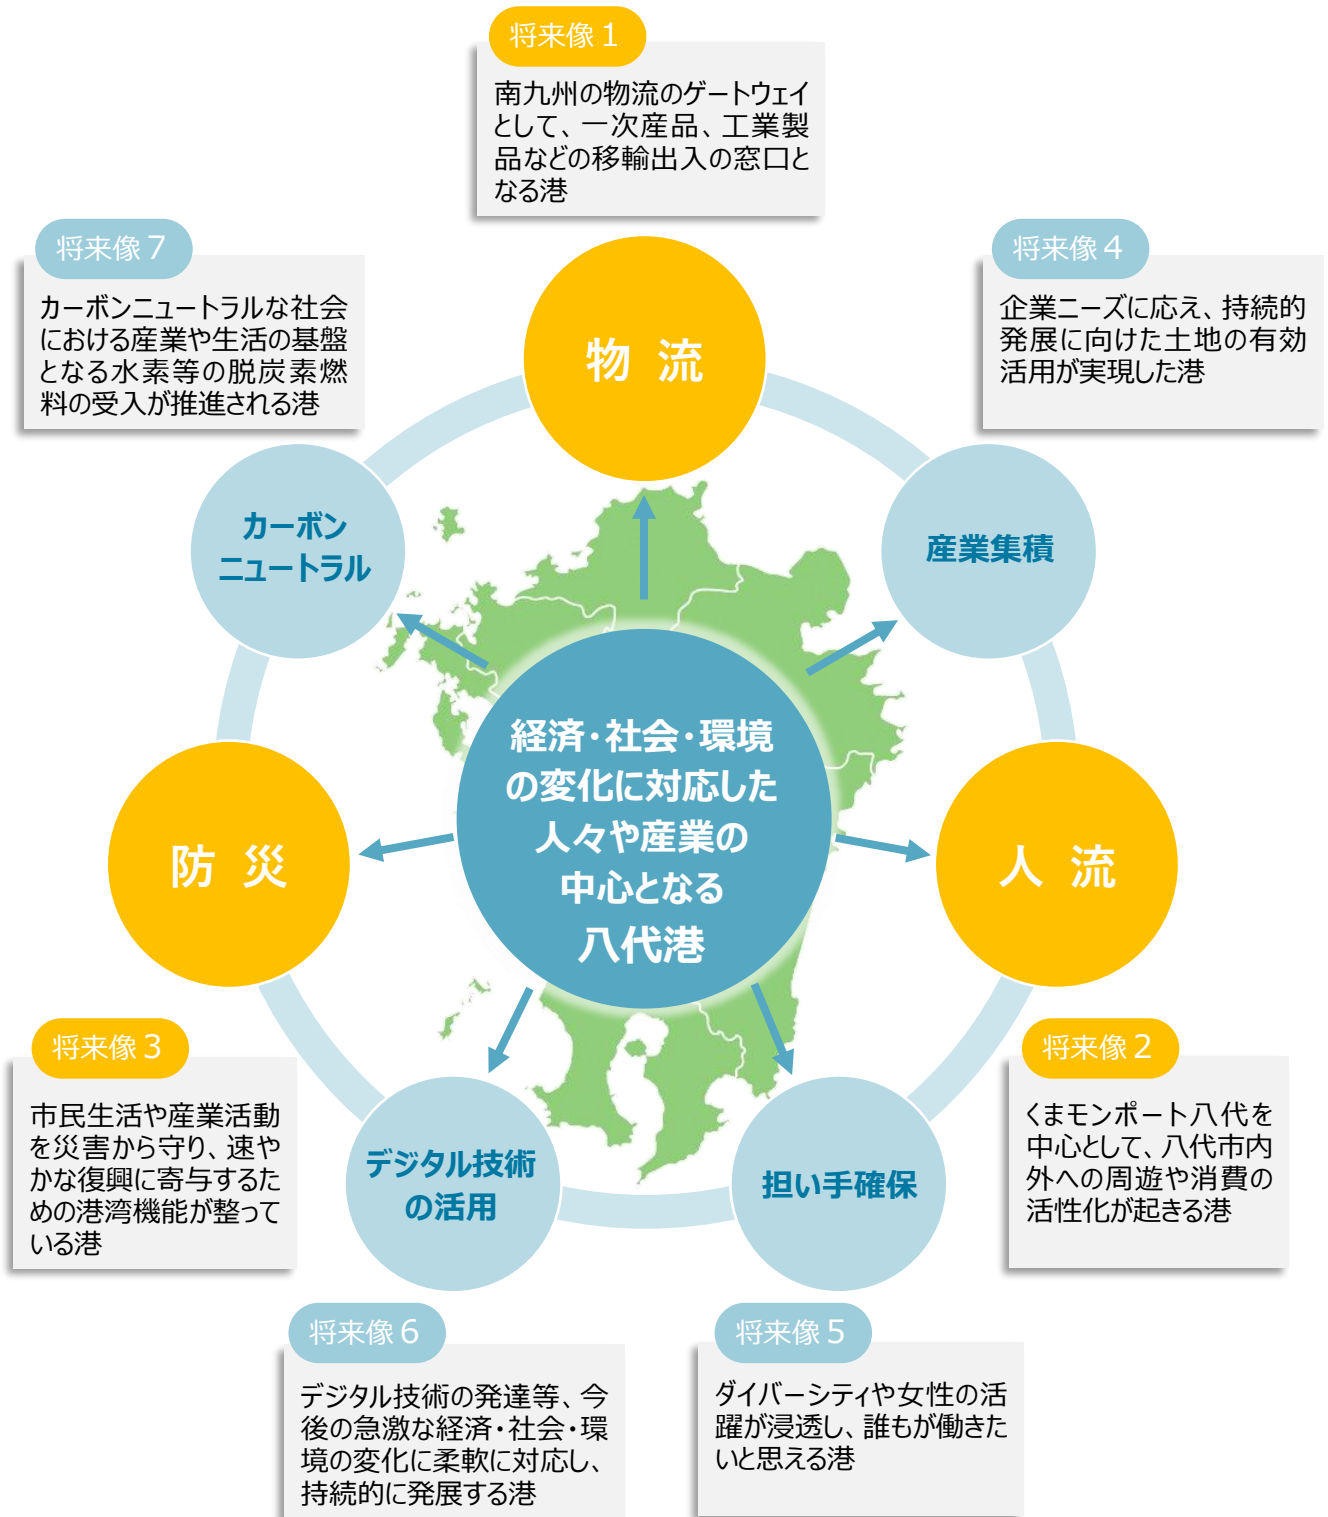 将来像１
南九州の物流のゲートウェイ
として、一次産品、工業製
品などの移輸出入の窓口と
なる港
将来像７
カーボンニュートラルな社会
における産業や生活の基盤
となる水素等の脱炭素燃
料の受入が推進される港
将来像４
企業ニーズに応え、持続的
発展に向けた土地の有効
活用が実現した港
物 流
カーボン
ニュートラル
産業集積
経済・社会・環境
の変化に対応した
人々や産業の
中心となる
八代港
防 災
人 流
将来像３
市民生活や産業活動
を災害から守り、速や
かな復興に寄与するた
めの港湾機能が整って
いる港
将来像２
くまモンポート八代を
中心として、八代市内
外への周遊や消費の
活性化が起きる港
デジタル技術
の活用
担い手確保
将来像６
デジタル技術の発達等、今
後の急激な経済・社会・環
境の変化に柔軟に対応し、
持続的に発展する港
将来像５
ダイバーシティや女性の活
躍が浸透し、誰もが働きた
いと思える港